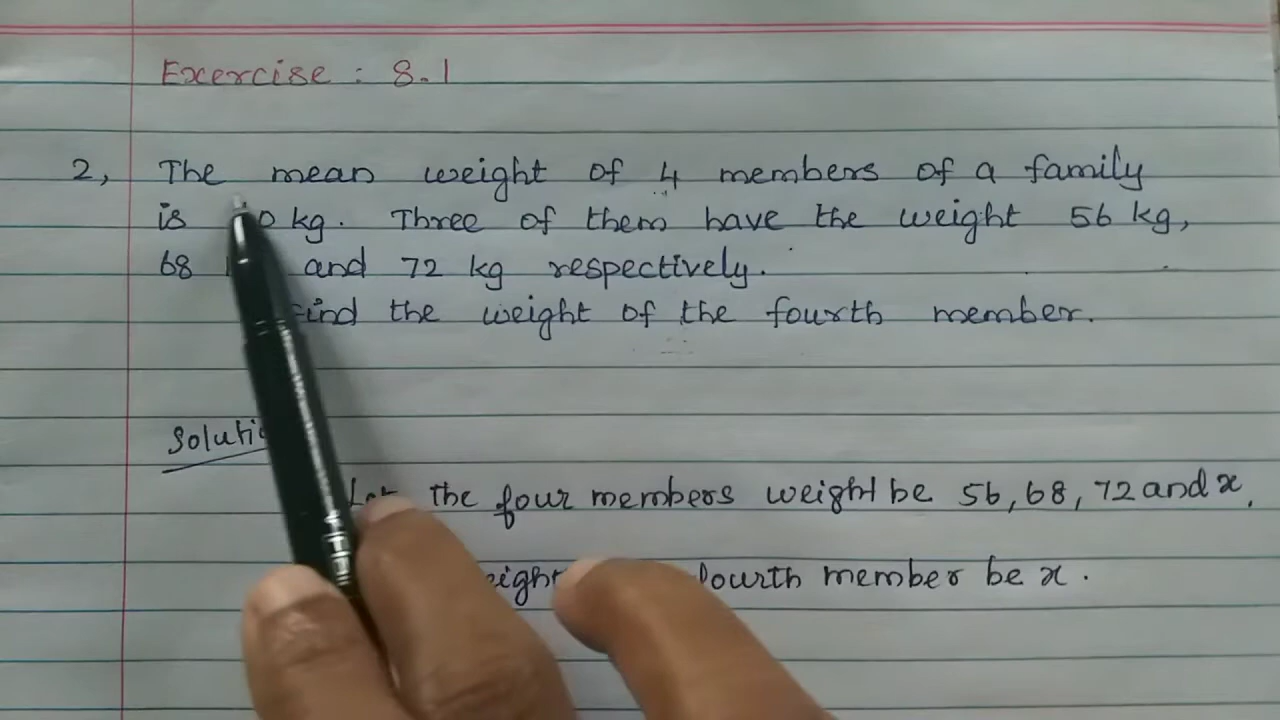 Exercise : 8.1
2, The mean weight of 4 members of a family
is kg. Three of them have the weight 56 kg,
68 and 72 kg respectively.
the weight of the fourth member.
the four members weight be 56, 68, 72 and x.
fourth member be x.